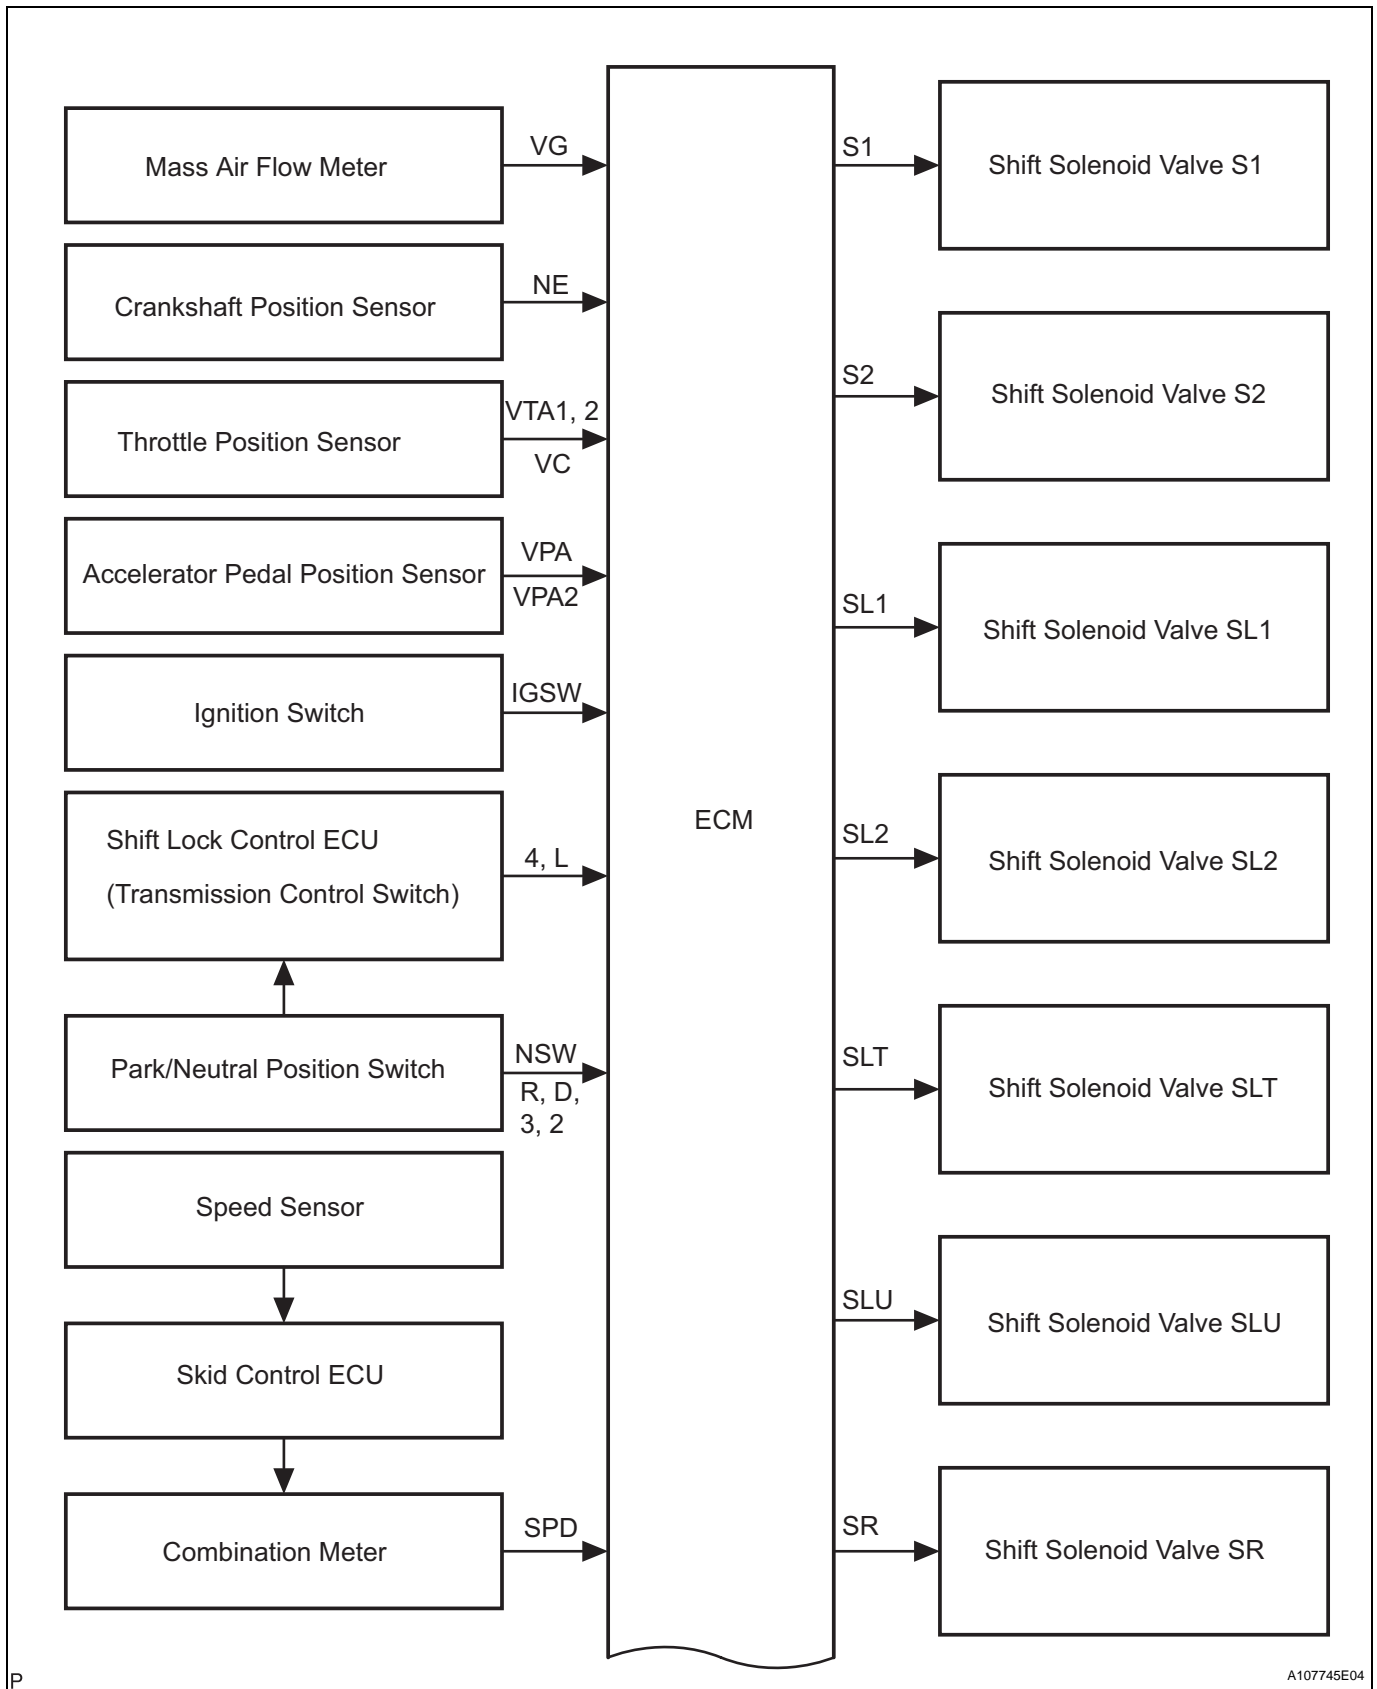 Mass Air Flow Meter
VG
Crankshaft Position Sensor
NE
Throttle Position Sensor
VTA1, 2
VC
Accelerator Pedal Position Sensor
VPA
VPA2
Ignition Switch
IGSW
Shift Lock Control ECU
(Transmission Control Switch)
4, L
Park/Neutral Position Switch
NSW
R, D,
3, 2
Speed Sensor
Skid Control ECU
Combination Meter
SPD
ECM
S1
Shift Solenoid Valve S1
S2
Shift Solenoid Valve S2
SL1
Shift Solenoid Valve SL1
SL2
Shift Solenoid Valve SL2
SLT
Shift Solenoid Valve SLT
SLU
Shift Solenoid Valve SLU
SR
Shift Solenoid Valve SR
P
A107745E04